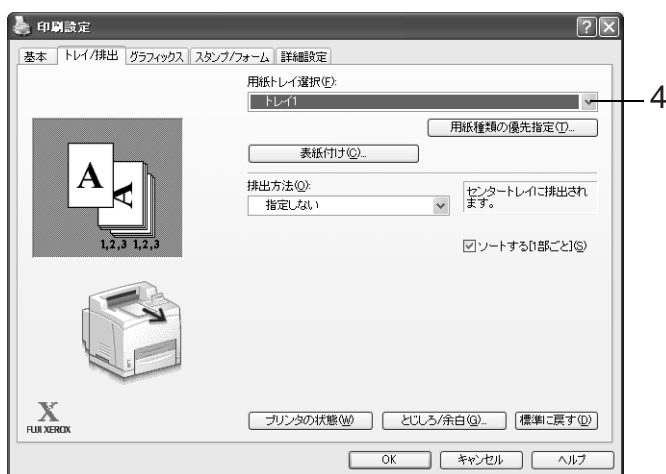 印刷設定
基本 トレイ/排出 グラフィックス スタンプ/フォーム 詳細設定
用紙トレイ選択(F):
トレイ1
4
用紙種類の優先指定(T)...
表紙付け(C)...
排出方法(O):
指定しない
センタートレイに排出され
ます。
A
A
1,2,3 1,2,3
ソートする[1部ごと](S)
X
FUJI XEROX
プリンタの状態(W) とじしろ/余白(G)... 標準に戻す(D)
OK キャンセル ヘルプ